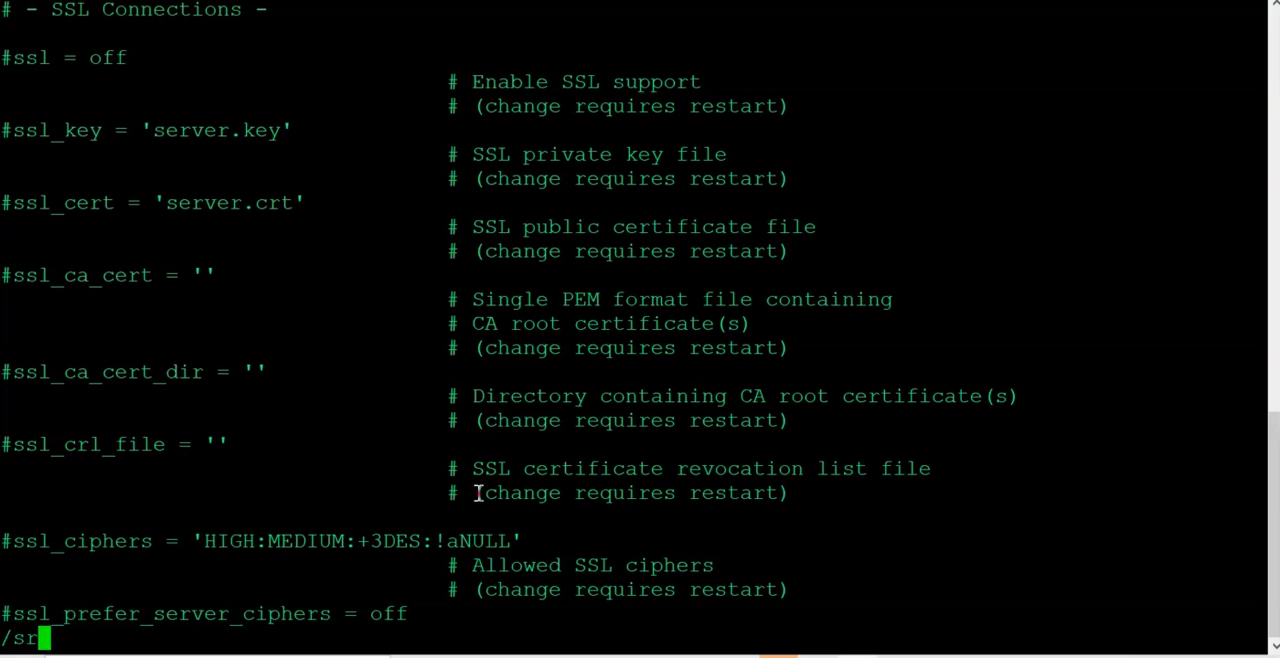 # - SSL Connections -
#ssl = off
# Enable SSL support
# (change requires restart)
#ssl_key = 'server.key'
# SSL private key file
# (change requires restart)
#ssl_cert = 'server.crt'
# SSL public certificate file
# (change requires restart)
#ssl_ca_cert = ''
# Single PEM format file containing
# CA root certificate(s)
# (change requires restart)
#ssl_ca_cert_dir = ''
# Directory containing CA root certificate(s)
# (change requires restart)
#ssl_crl_file = ''
# SSL certificate revocation list file
# (change requires restart)
#ssl_ciphers = 'HIGH:MEDIUM:+3DES:!aNULL'
# Allowed SSL ciphers
# (change requires restart)
#ssl_prefer_server_ciphers = off
/sr